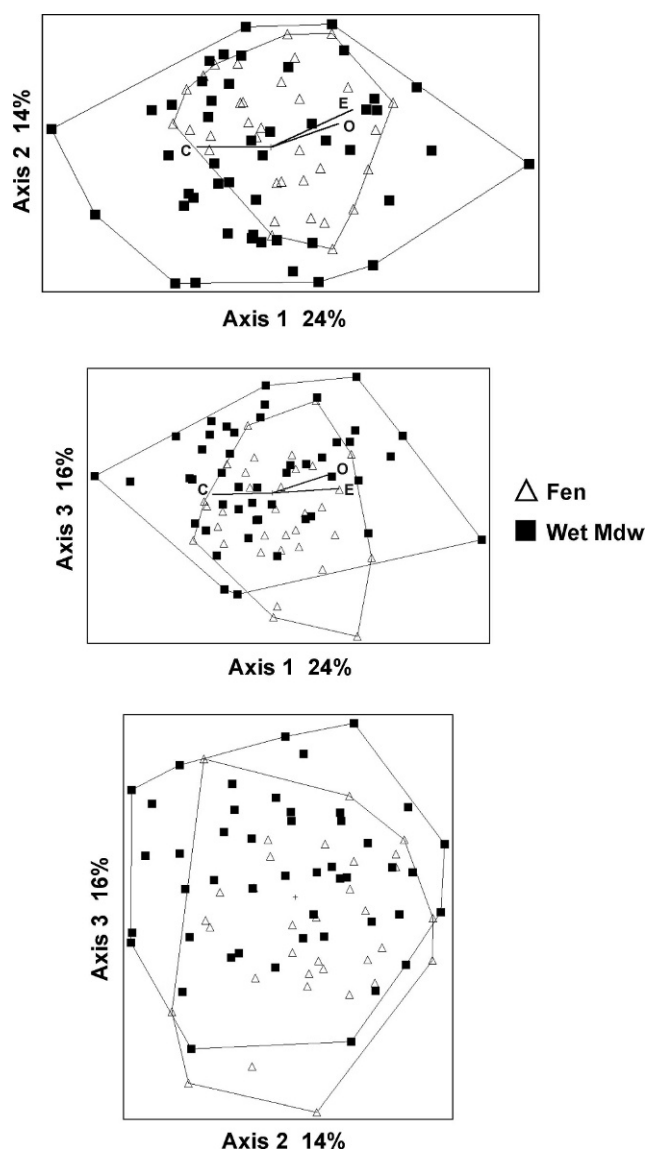 Axis 2 14%
E
O
C
Axis 1 24%
Axis 3 16%
O
C
E
Axis 1 24%
Fen
Wet Mdw
Axis 3 16%
Axis 2 14%